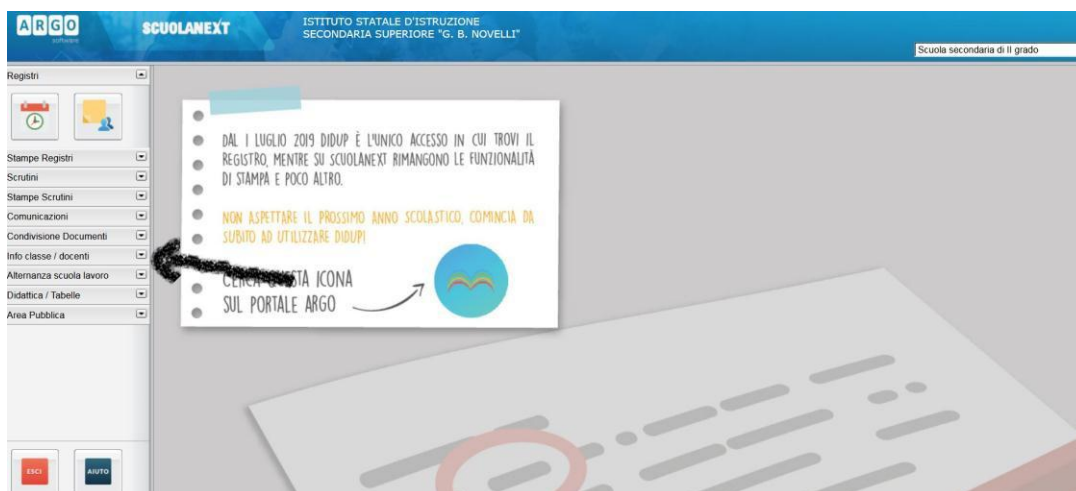 ARGO
software
SCUOLANEXT
ISTITUTO STATALE D'ISTRUZIONE
SECONDARIA SUPERIORE "G. B. NOVELLI"
Scuola secondaria di II grado
Registri
Stampe Registri
Scrutini
Stampe Scrutini
Comunicazioni
Condivisione Documenti
Info classe / docenti
Alternanza scuola lavoro
Didattica / Tabelle
Area Pubblica
ESCI
AIUTO
DAL 1 LUGLIO 2019 DIDUP È L'UNICO ACCESSO IN CUI TROVI IL
REGISTRO, MENTRE SU SCUOLANEXT RIMANGONO LE FUNZIONALITÀ
DI STAMPA E POCO ALTRO.
NON ASPETTARE IL PROSSIMO ANNO SCOLASTICO, COMINCIA DA
SUBITO AD UTILIZZARE DIDUP!
CERCA QUESTA ICONA
SUL PORTALE ARGO